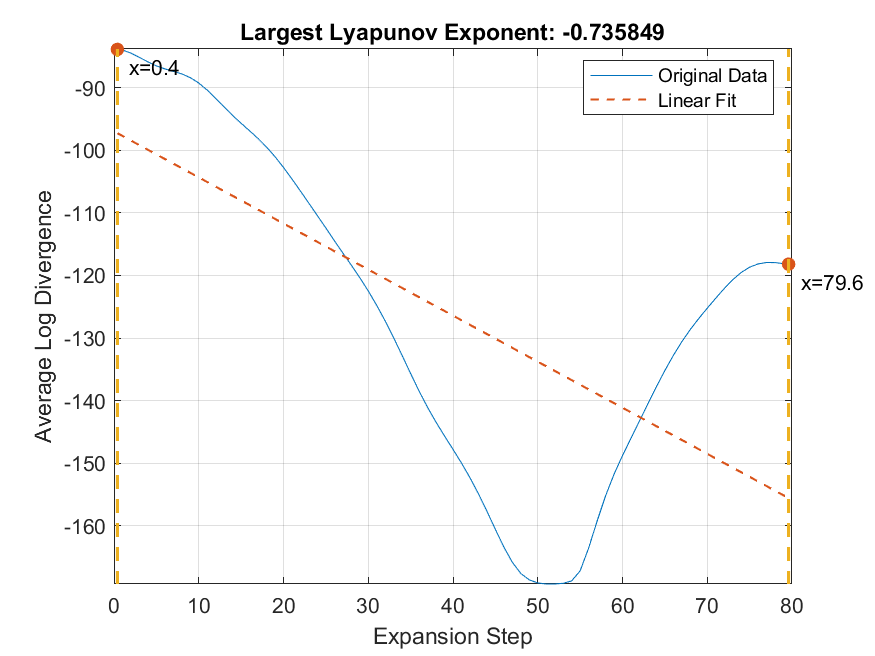 Largest Lyapunov Exponent: -0.735849
x=0.4
Original Data
Linear Fit
-90
-100
-110
-120
x=79.6
-130
-140
-150
-160
Average Log Divergence
0 10 20 30 40 50 60 70 80
Expansion Step